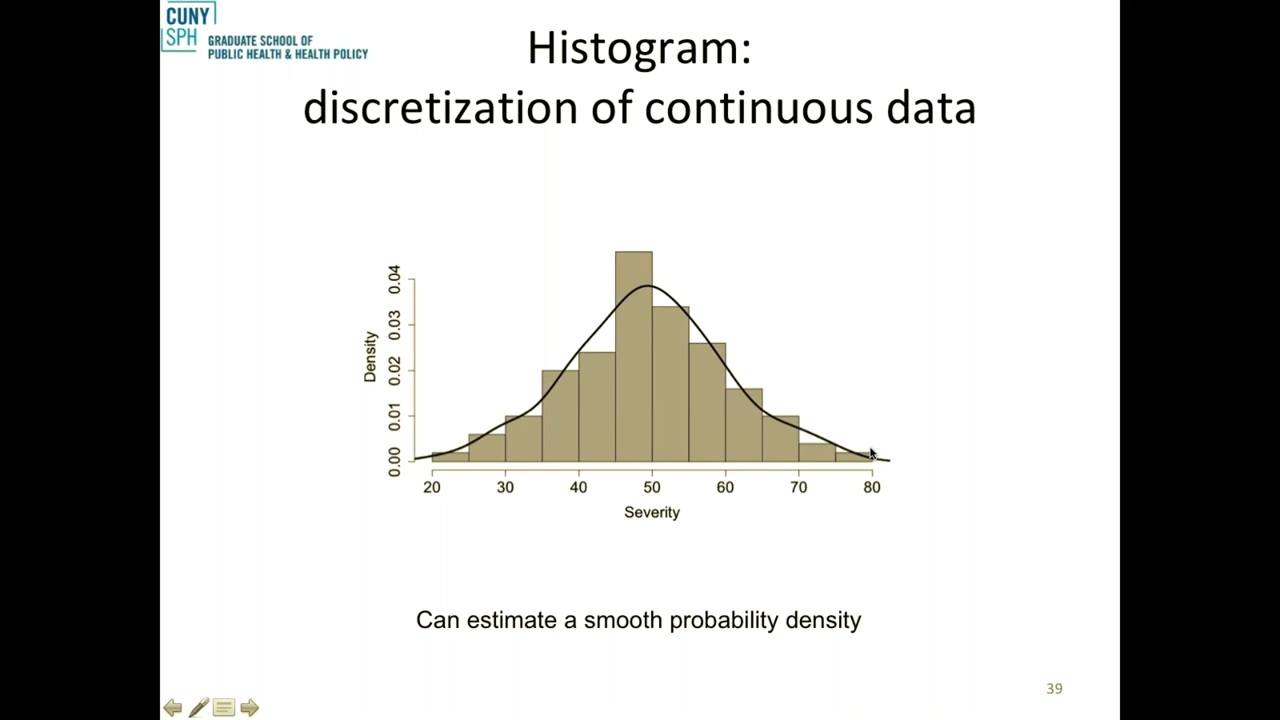 CUNY
SPH
GRADUATE SCHOOL OF
PUBLIC HEALTH & HEALTH POLICY
Histogram:
discretization of continuous data
Density
0.04
0.03
0.02
0.01
0.00
20 30 40 50 60 70 80
Severity
Can estimate a smooth probability density
39